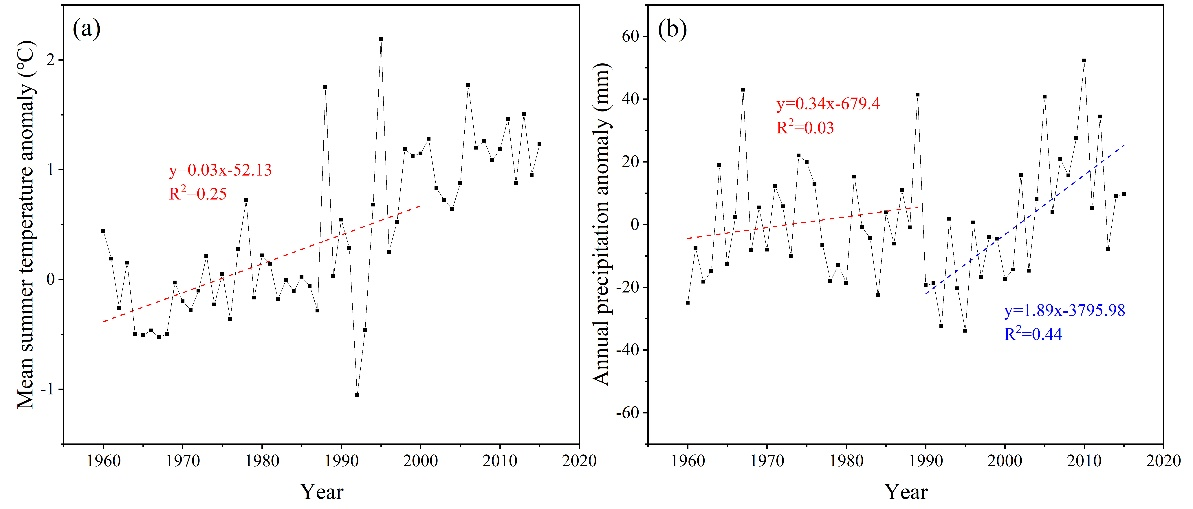 (a)
Mean summer temperature anomaly (℃)
2
1
0
-1
y=0.03x-52.13
R²=0.25
1960 1970 1980 1990 2000 2010 2020
Year
(b)
Annual precipitation anomaly (mm)
60
40
20
0
-20
-40
-60
y=0.34x-679.4
R²=0.03
y=1.89x-3795.98
R²=0.44
1960 1970 1980 1990 2000 2010 2020
Year